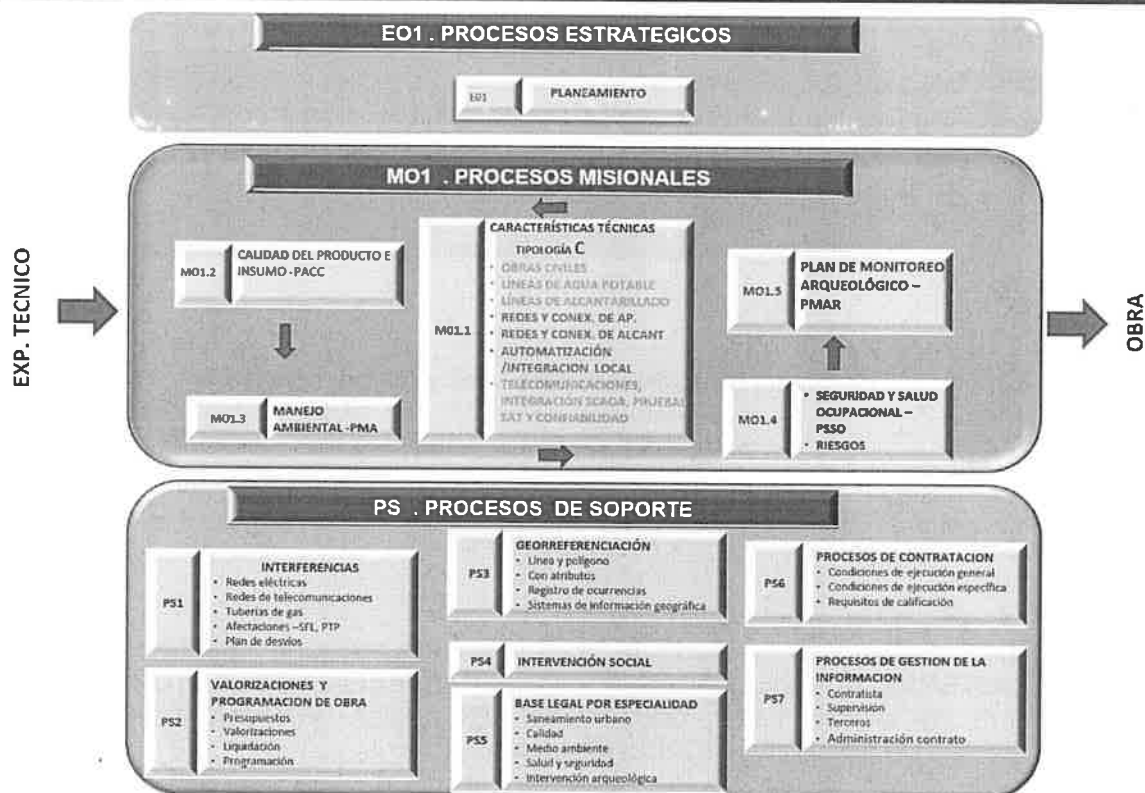 EO1 . PROCESOS ESTRATEGICOS
E01
PLANEAMIENTO
MO1 . PROCESOS MISIONALES
EXP. TECNICO
MO1.2
CALIDAD DEL PRODUCTO E
INSUMO -PACC
MO1.3
MANEJO
AMBIENTAL -PMA
M01.1
CARACTERÍSTICAS TÉCNICAS
TIPOLOGÍA C
• OBRAS CIVILES
• LINEAS DE AGUA POTABLE
• LÍNEAS DE ALCANTARILLADO
• REDES Y CONEX. DE AP.
• REDES Y CONEX. DE ALCANT
• AUTOMATIZACIÓN
/INTEGRACION LOCAL
• TELECOMUNICACIONES,
INTEGRACIÓN SCADA, PRUEBAS
SAT Y CONFIABILIDAD
MO1.5
PLAN DE MONITOREO
ARQUEOLÓGICO –
PMAR
MO1.4
• SEGURIDAD Y SALUD
OCUPACIONAL –
PSSO
• RIESGOS
OBRA
PS . PROCESOS DE SOPORTE
PS1
INTERFERENCIAS
• Redes eléctricas
• Redes de telecomunicaciones
• Tuberías de gas
• Afectaciones –SFL, PTP
• Plan de desvíos
PS2
VALORIZACIONES Y
PROGRAMACION DE OBRA
• Presupuestos
• Valorizaciones
• Liquidación
• Programación
PS3
GEORREFERENCIACIÓN
• Línea y polígono
• Con atributos
• Registro de ocurrencias
• Sistemas de información geográfica
PS4
INTERVENCIÓN SOCIAL
PS5
BASE LEGAL POR ESPECIALIDAD
• Saneamiento urbano
• Calidad
• Medio ambiente
• Salud y seguridad
• Intervención arqueológica
PS6
PROCESOS DE CONTRATACION
• Condiciones de ejecución general
• Condiciones de ejecución específica
• Requisitos de calificación
PS7
PROCESOS DE GESTION DE LA
INFORMACION
• Contratista
• Supervisión
• Terceros
• Administración contrato